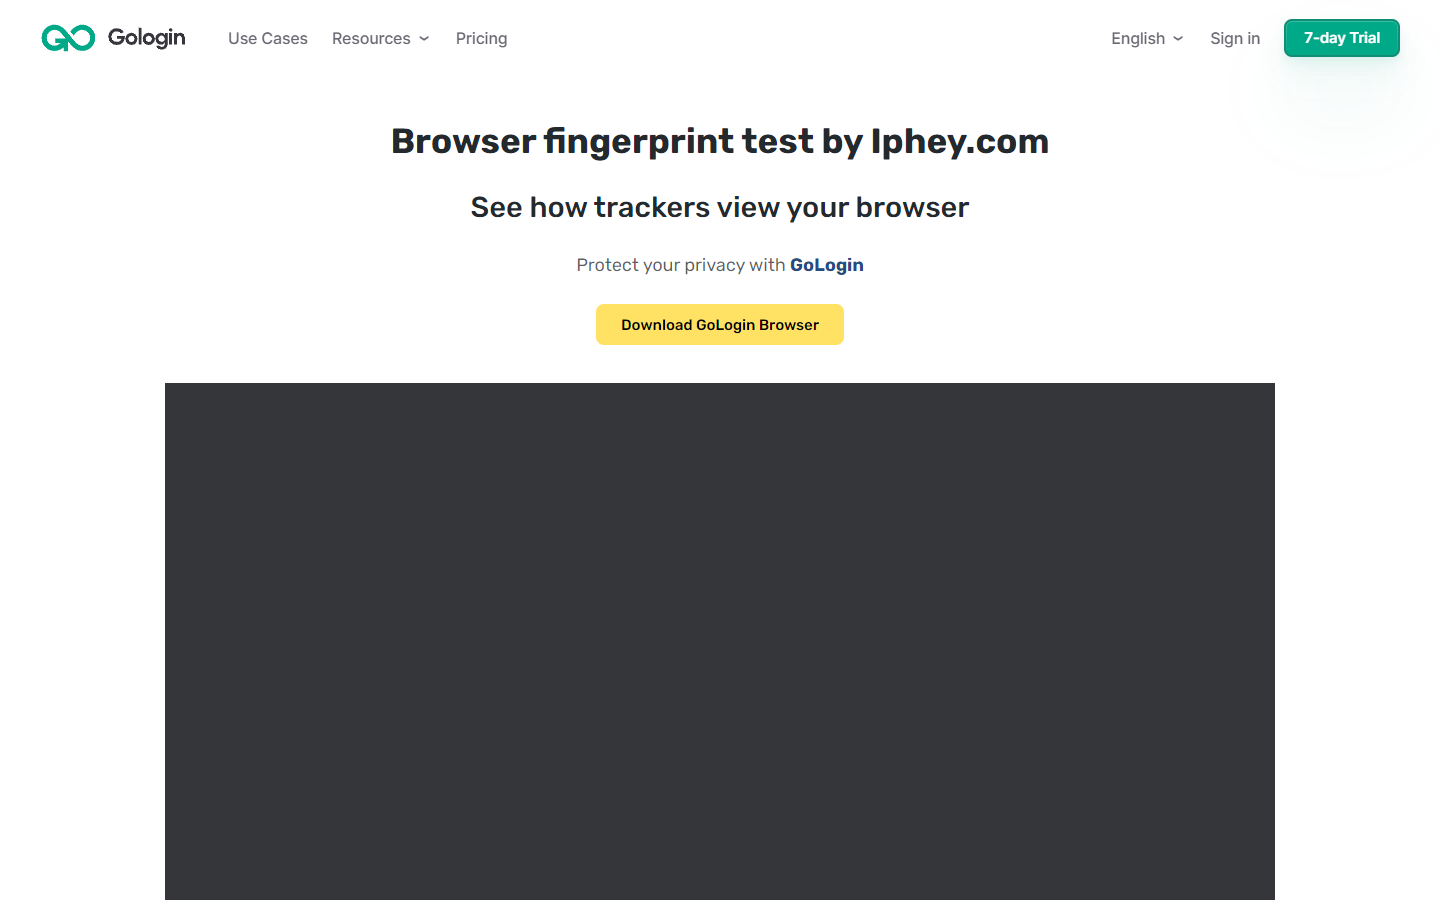 Gologin
Use Cases
Resources
Pricing
English
Sign in
7-day Trial
Browser fingerprint test by Iphey.com
See how trackers view your browser
Protect your privacy with GoLogin
Download GoLogin Browser